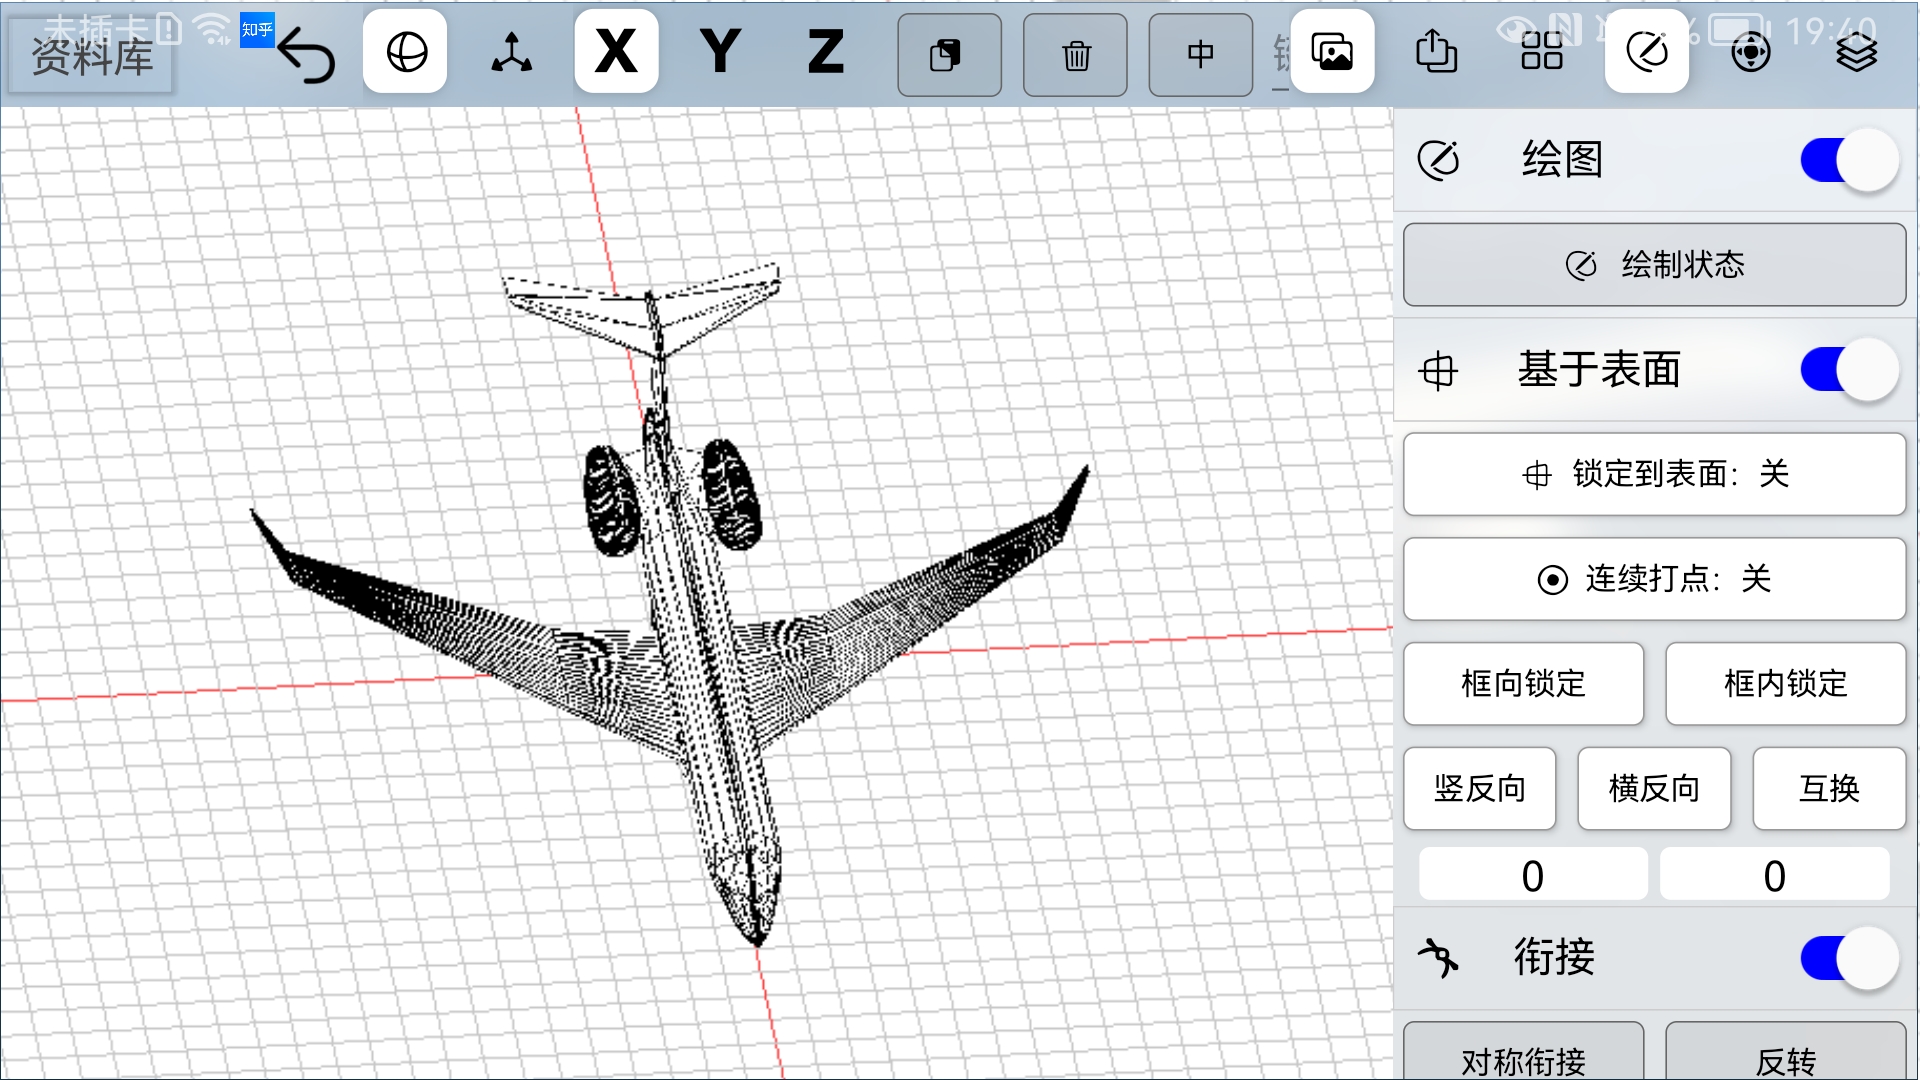 未插卡 知乎 19:40
资料库 X Y Z 中
绘图
绘制状态
基于表面
锁定到表面：关
连续打点：关
框向锁定 框内锁定
竖反向 横反向 互换
0 0
衔接
对称衔接 反转